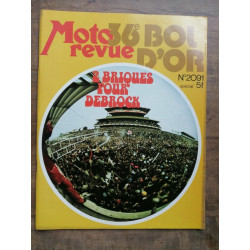 Moto
revue
36e BOL
D'OR
N°2091
5f
2 BRIQUES
POUR
DEBROCK